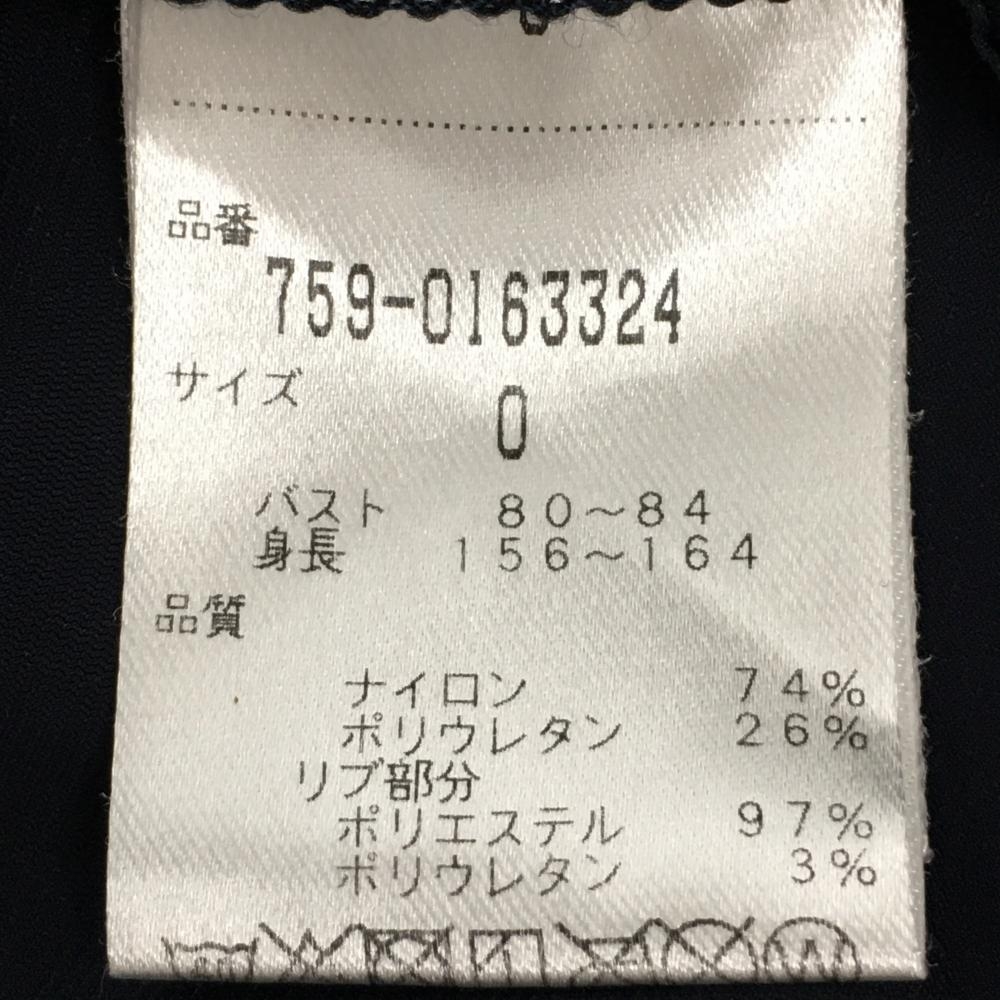 品番
759-0163324
サイズ
0
バスト 80~84
身長 156~164
品質
ナイロン 74%
ポリウレタン 26%
リブ部分
ポリエステル 97%
ポリウレタン 3%
W